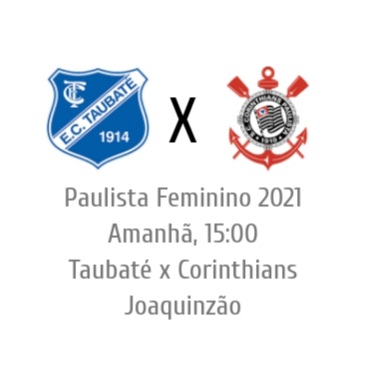 E.C. TAUBATÉ
1914
X
Paulista Feminino 2021
Amanhã, 15:00
Taubaté x Corinthians
Joaquinzão